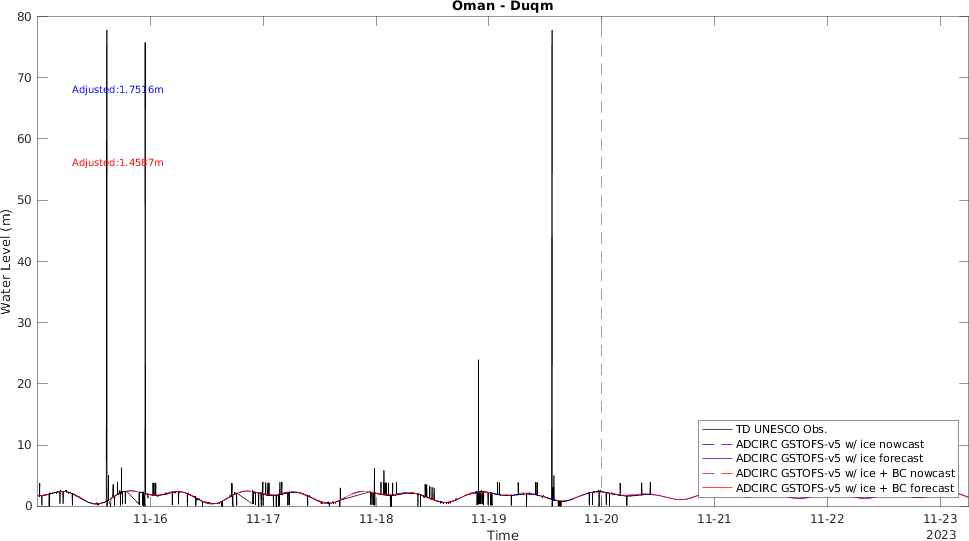 Oman - Duqm
80
70
60
50
40
30
20
10
0
Water Level (m)
Adjusted:1.7516m
Adjusted:1.4587m
TD UNESCO Obs.
ADCIRC GSTOFS-v5 w/ ice nowcast
ADCIRC GSTOFS-v5 w/ ice forecast
ADCIRC GSTOFS-v5 w/ ice + BC nowcast
ADCIRC GSTOFS-v5 w/ ice + BC forecast
11-16 11-17 11-18 11-19 11-20 11-21 11-22 11-23
Time
2023